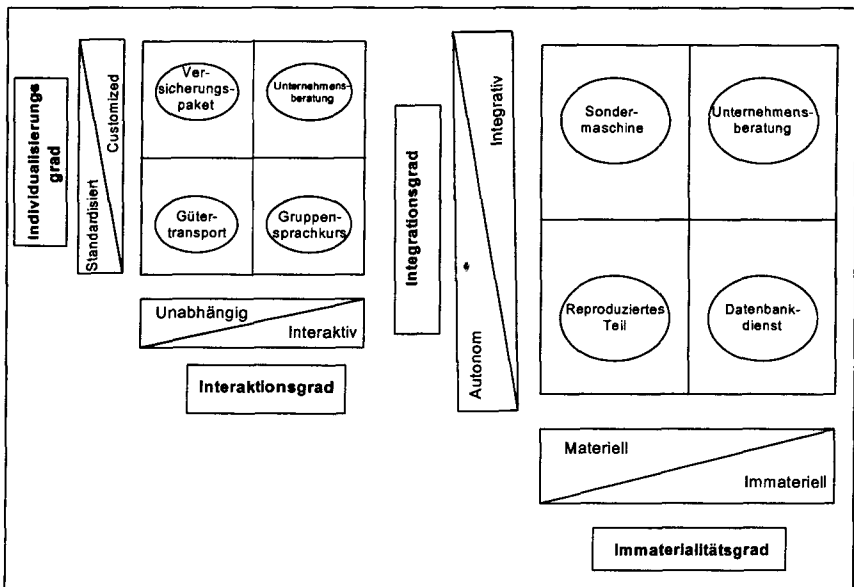 Individualisierungs
grad
Standardisiert
Customized
Ver-
sicherungs-
paket
Unternehmens-
beratung
Güter-
transport
Gruppen-
sprachkurs
Unabhängig
Interaktiv
Interaktionsgrad
Integrationsgrad
Autonom
Integrativ
Sonder-
maschine
Unternehmens-
beratung
Reproduziertes
Teil
Datenbank-
dienst
Materiell
Immateriell
Immaterialitätsgrad